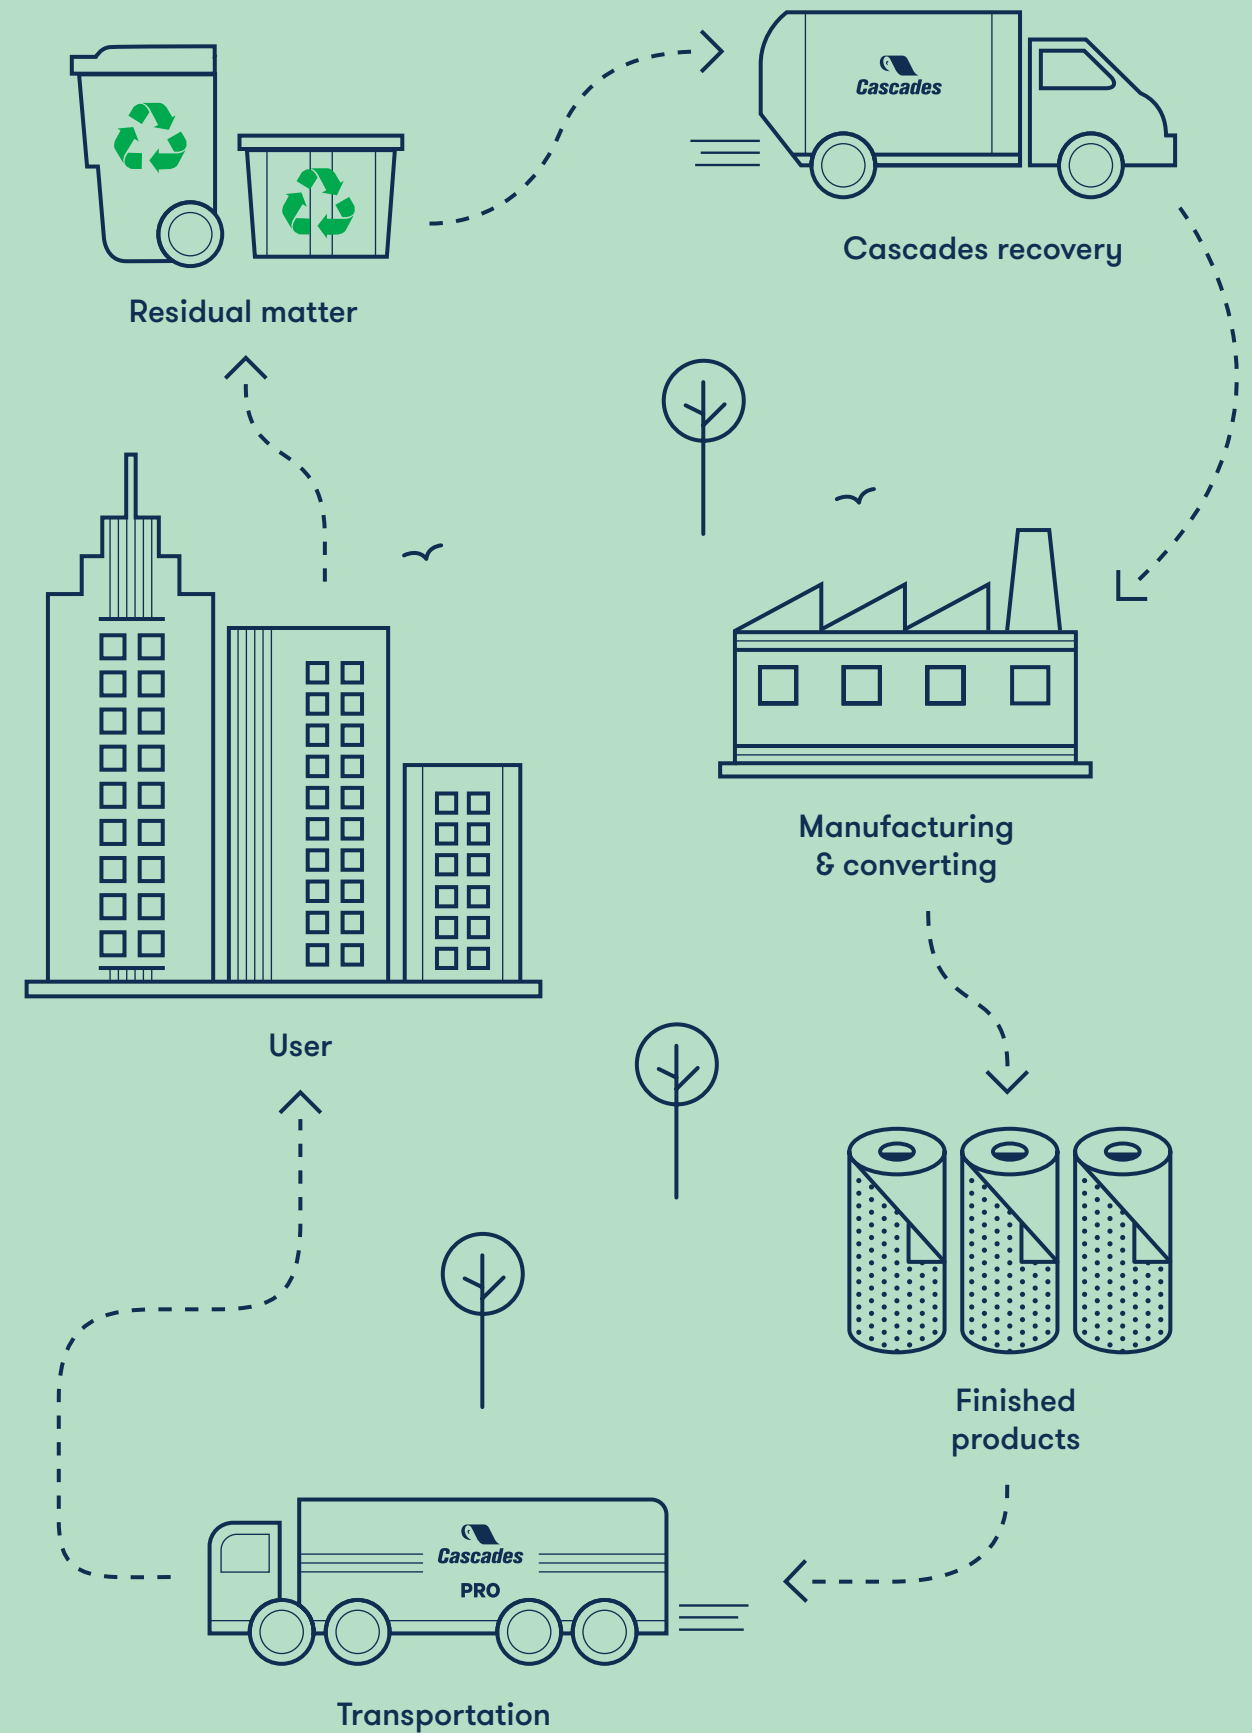 Cascades
Cascades recovery
Residual matter
Manufacturing
& converting
User
Finished
products
Cascades
PRO
Transportation